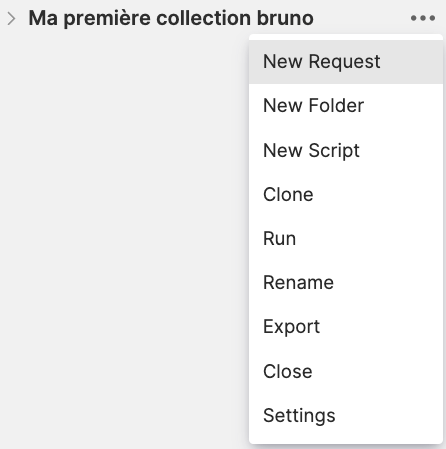 Ma première collection bruno
New Request
New Folder
New Script
Clone
Run
Rename
Export
Close
Settings